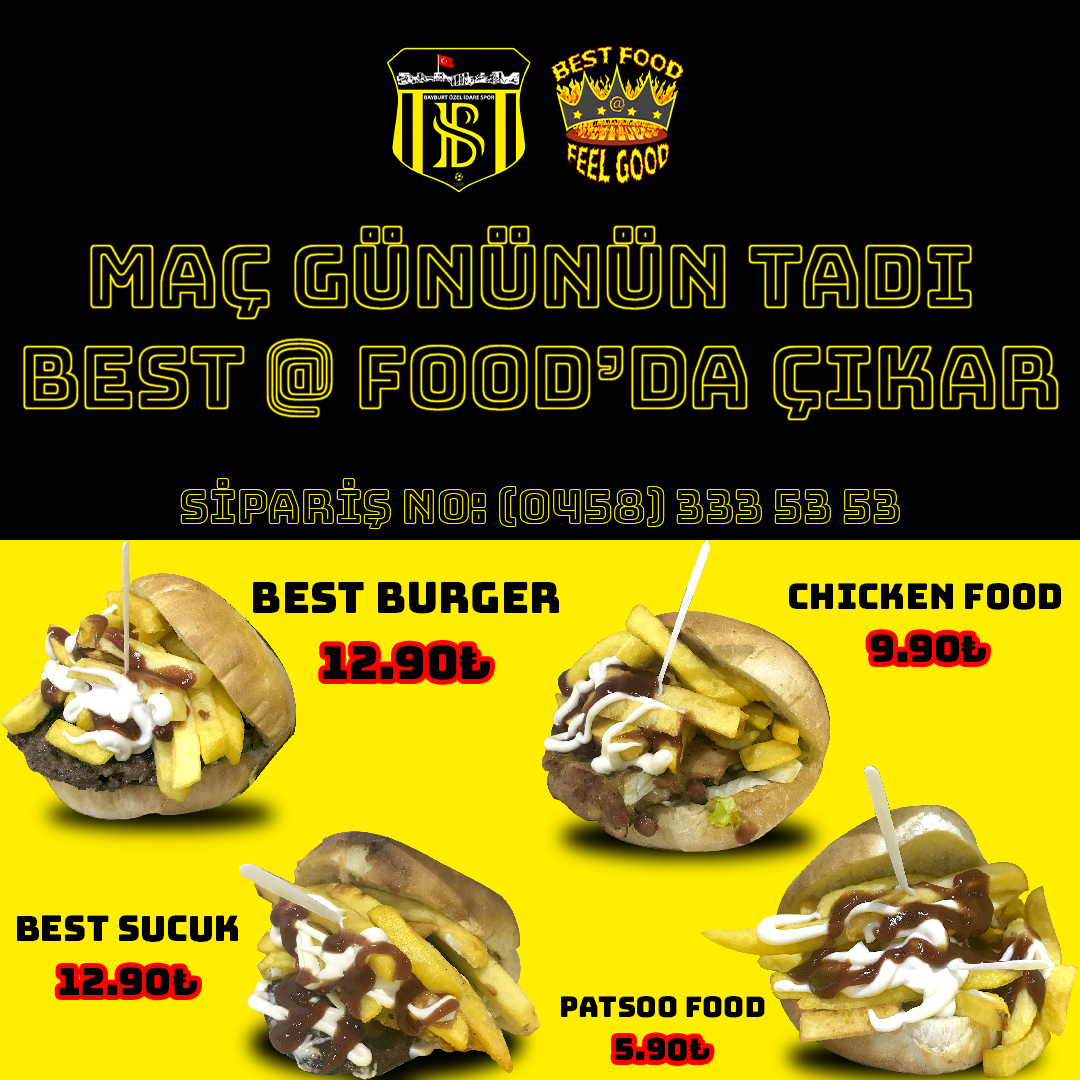 BAYBURT ÖZEL İDARE SPOR
BS
BEST FOOD
@
FEEL GOOD
MAÇ GÜNÜNÜN TADI
BEST @ FOOD'DA ÇIKAR
SİPARİŞ NO: (0458) 333 53 53
BEST BURGER
12.90₺
CHICKEN FOOD
9.90₺
BEST SUCUK
12.90₺
PATSOO FOOD
5.90₺